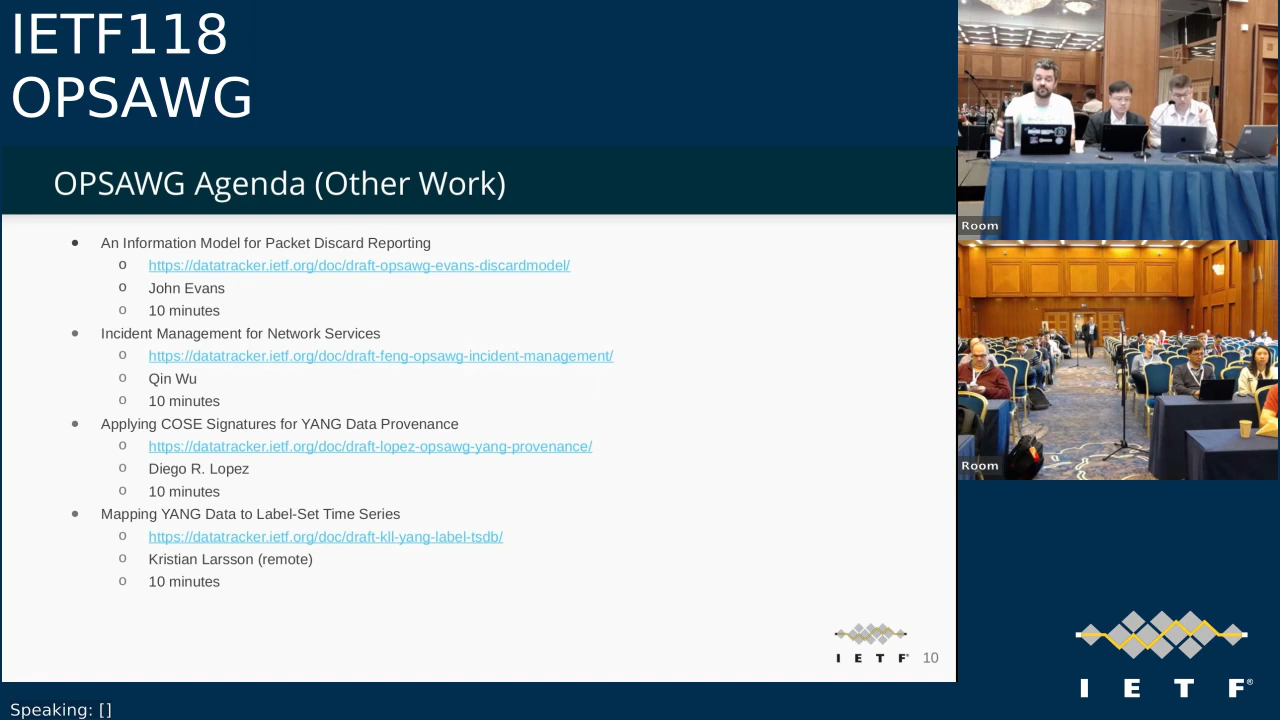 IETF118
OPSAWG
OPSAWG Agenda (Other Work)
An Information Model for Packet Discard Reporting
https://datatracker.ietf.org/doc/draft-opsawg-evans-discardmodel/
John Evans
10 minutes
Incident Management for Network Services
https://datatracker.ietf.org/doc/draft-feng-opsawg-incident-management/
Qin Wu
10 minutes
Applying COSE Signatures for YANG Data Provenance
https://datatracker.ietf.org/doc/draft-lopez-opsawg-yang-provenance/
Diego R. Lopez
10 minutes
Mapping YANG Data to Label-Set Time Series
https://datatracker.ietf.org/doc/draft-kll-yang-label-tsdb/
Kristian Larsson (remote)
10 minutes
I E T F®
10
Room
Room
I E T F®
Speaking: []